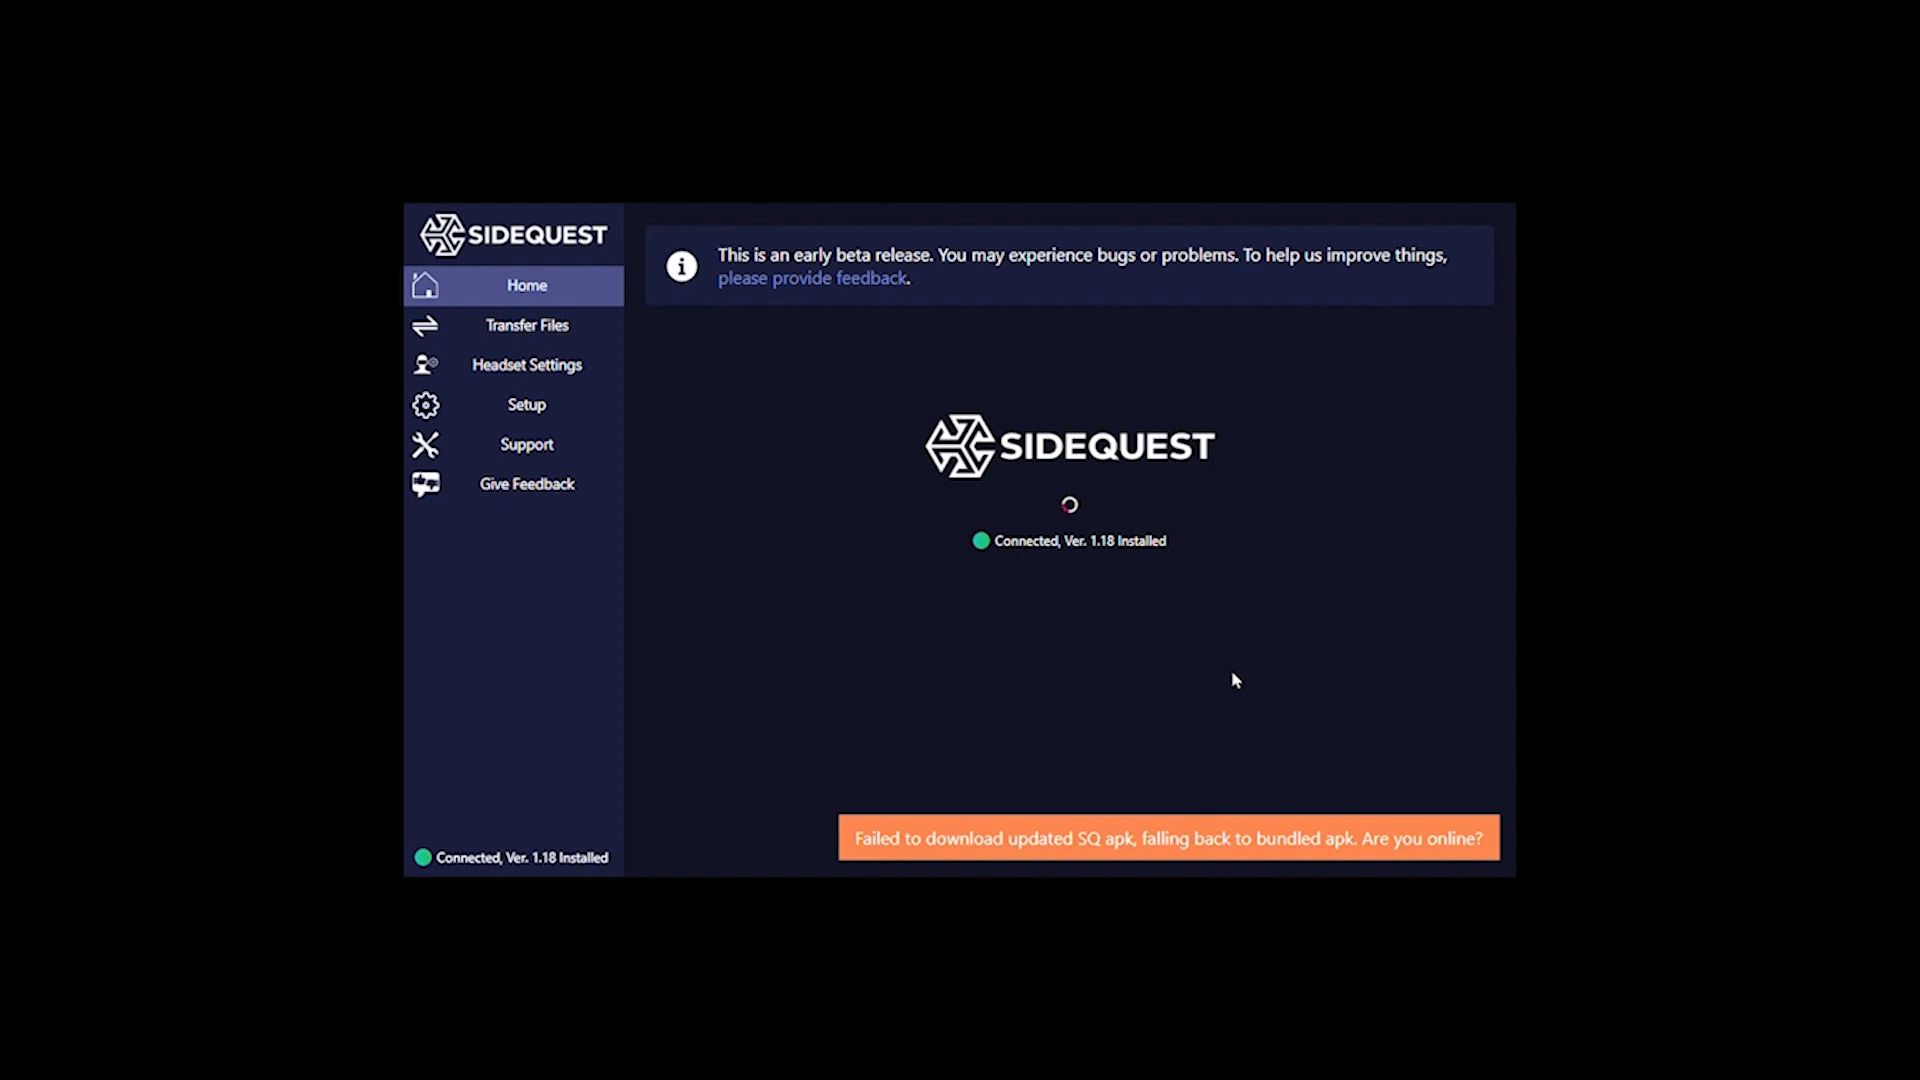 SIDEQUEST
Home
Transfer Files
Headset Settings
Setup
Support
Give Feedback
Connected, Ver. 1.18 Installed
This is an early beta release. You may experience bugs or problems. To help us improve things,
please provide feedback.
SIDEQUEST
Connected, Ver. 1.18 Installed
Failed to download updated SQ apk, falling back to bundled apk. Are you online?